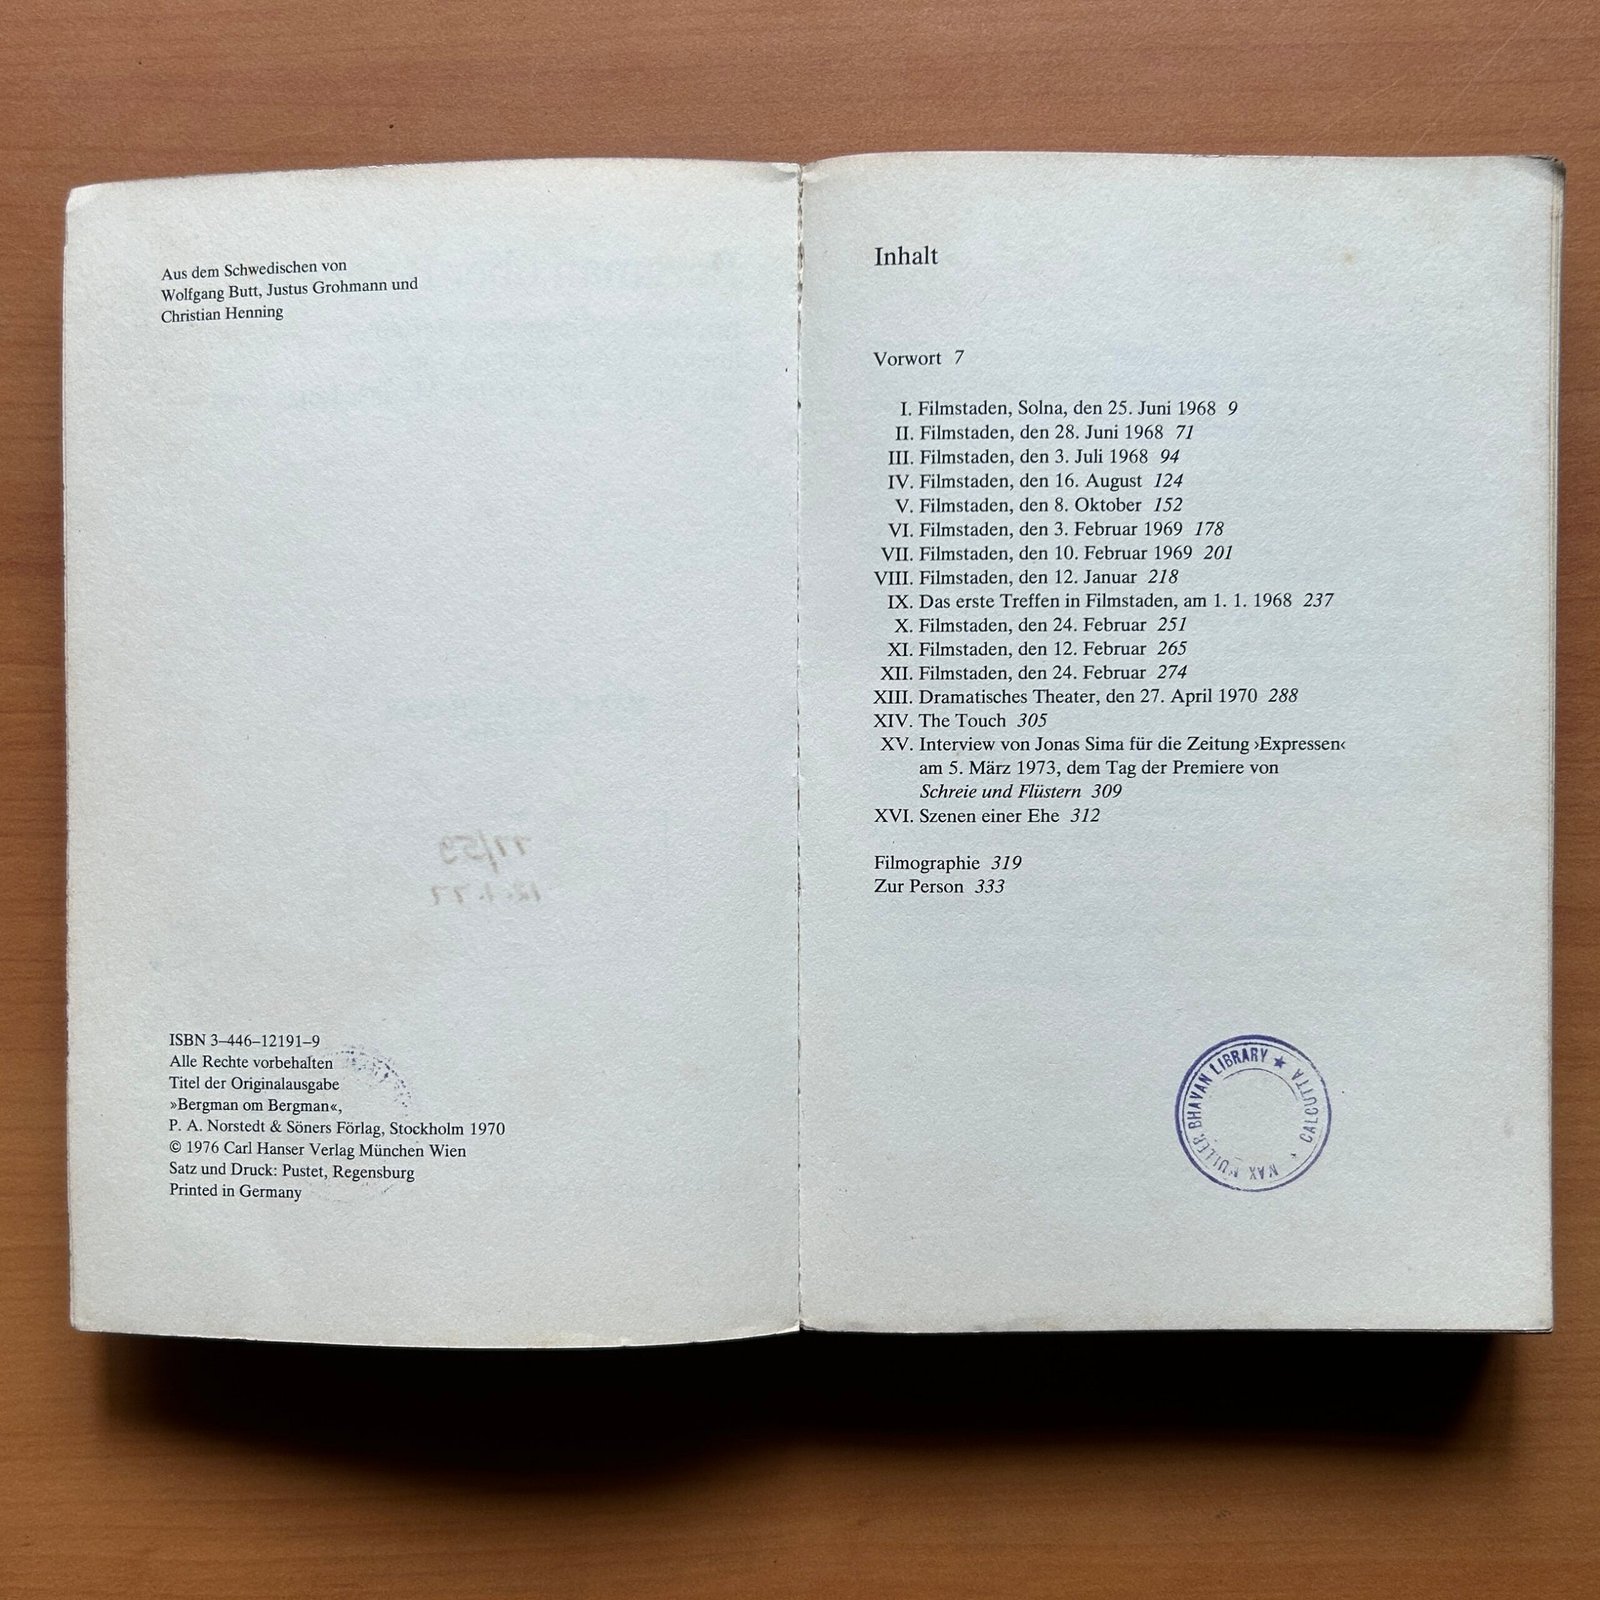 Aus dem Schwedischen von
Wolfgang Butt, Justus Grohmann und
Christian Henning
ISBN 3–446–12191–9
Alle Rechte vorbehalten
Titel der Originalausgabe
»Bergman om Bergman«,
P. A. Norstedt & Söners Förlag, Stockholm 1970
© 1976 Carl Hanser Verlag München Wien
Satz und Druck: Pustet, Regensburg
Printed in Germany
Inhalt
Vorwort 7
I. Filmstaden, Solna, den 25. Juni 1968 9
II. Filmstaden, den 28. Juni 1968 71
III. Filmstaden, den 3. Juli 1968 94
IV. Filmstaden, den 16. August 124
V. Filmstaden, den 8. Oktober 152
VI. Filmstaden, den 3. Februar 1969 178
VII. Filmstaden, den 10. Februar 1969 201
VIII. Filmstaden, den 12. Januar 218
IX. Das erste Treffen in Filmstaden, am 1. 1. 1968 237
X. Filmstaden, den 24. Februar 251
XI. Filmstaden, den 12. Februar 265
XII. Filmstaden, den 24. Februar 274
XIII. Dramatisches Theater, den 27. April 1970 288
XIV. The Touch 305
XV. Interview von Jonas Sima für die Zeitung ›Expressen‹
am 5. März 1973, dem Tag der Premiere von
Schreie und Flüstern 309
XVI. Szenen einer Ehe 312
Filmographie 319
Zur Person 333
MAX MULLER BHAVAN LIBRARY ★ CALCUTTA ★